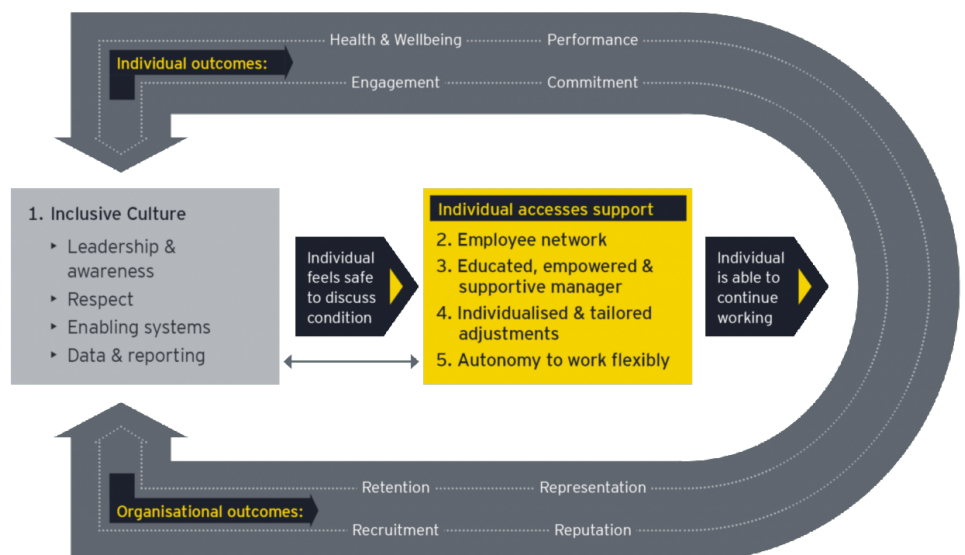 Individual outcomes:
Health & Wellbeing
Performance
Engagement
Commitment
1. Inclusive Culture
‣ Leadership &
awareness
‣ Respect
‣ Enabling systems
‣ Data & reporting
Individual
feels safe
to discuss
condition
Individual accesses support
2. Employee network
3. Educated, empowered &
supportive manager
4. Individualised & tailored
adjustments
5. Autonomy to work flexibly
Individual
is able to
continue
working
Organisational outcomes:
Retention
Representation
Recruitment
Reputation